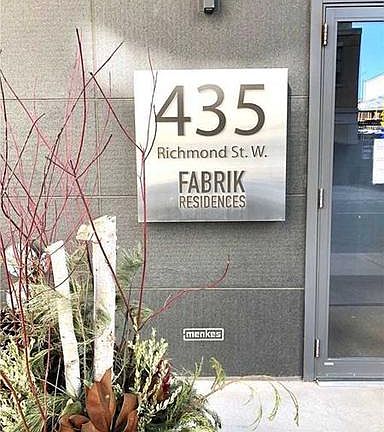 435
Richmond St. W.
FABRIK
RESIDENCES
menkes